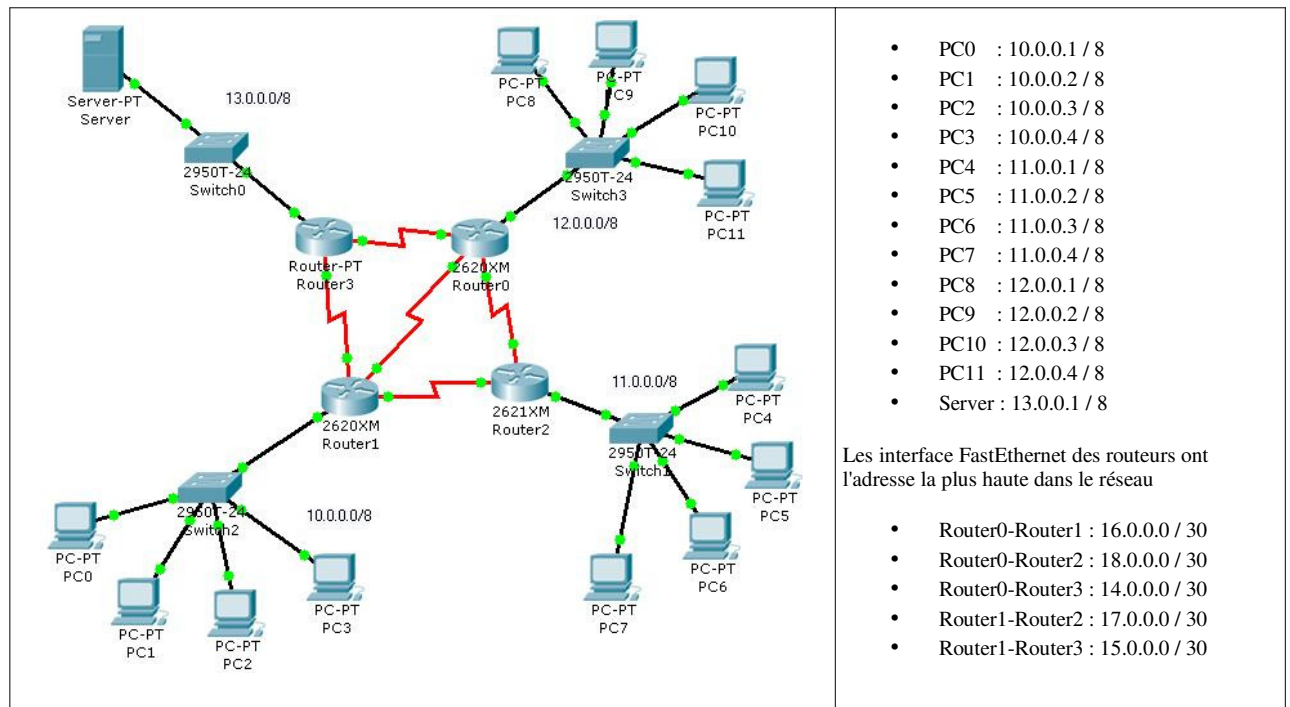 Server-PT
Server
13.0.0.0/8
2950T-24
Switch0
Router-PT
Router3
PC-PT
PC8
PC-PT
PC9
PC-PT
PC10
PC-PT
PC11
2950T-24
Switch3
12.0.0.0/8
2620XM
Router0
2620XM
Router1
2621XM
Router2
11.0.0.0/8
PC-PT
PC4
2950T-24
Switch1
PC-PT
PC5
PC-PT
PC6
PC-PT
PC7
2950T-24
Switch2
10.0.0.0/8
PC-PT
PC0
PC-PT
PC1
PC-PT
PC2
PC-PT
PC3
• PC0 : 10.0.0.1 / 8
• PC1 : 10.0.0.2 / 8
• PC2 : 10.0.0.3 / 8
• PC3 : 10.0.0.4 / 8
• PC4 : 11.0.0.1 / 8
• PC5 : 11.0.0.2 / 8
• PC6 : 11.0.0.3 / 8
• PC7 : 11.0.0.4 / 8
• PC8 : 12.0.0.1 / 8
• PC9 : 12.0.0.2 / 8
• PC10 : 12.0.0.3 / 8
• PC11 : 12.0.0.4 / 8
• Server : 13.0.0.1 / 8
Les interface FastEthernet des routeurs ont
l'adresse la plus haute dans le réseau
• Router0-Router1 : 16.0.0.0 / 30
• Router0-Router2 : 18.0.0.0 / 30
• Router0-Router3 : 14.0.0.0 / 30
• Router1-Router2 : 17.0.0.0 / 30
• Router1-Router3 : 15.0.0.0 / 30